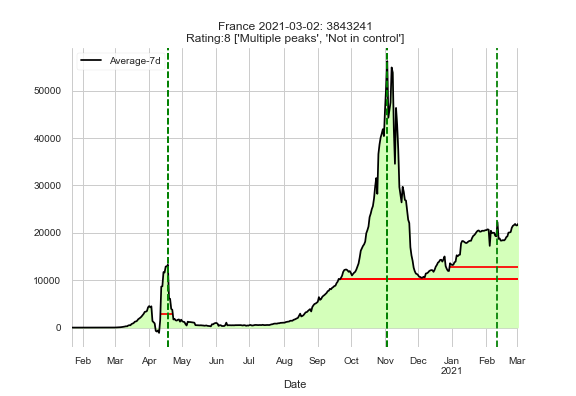 France 2021-03-02: 3843241
Rating:8 ['Multiple peaks', 'Not in control']
Average-7d
50000
40000
30000
20000
10000
0
Feb Mar Apr May Jun Jul Aug Sep Oct Nov Dec Jan Feb Mar
2021
Date